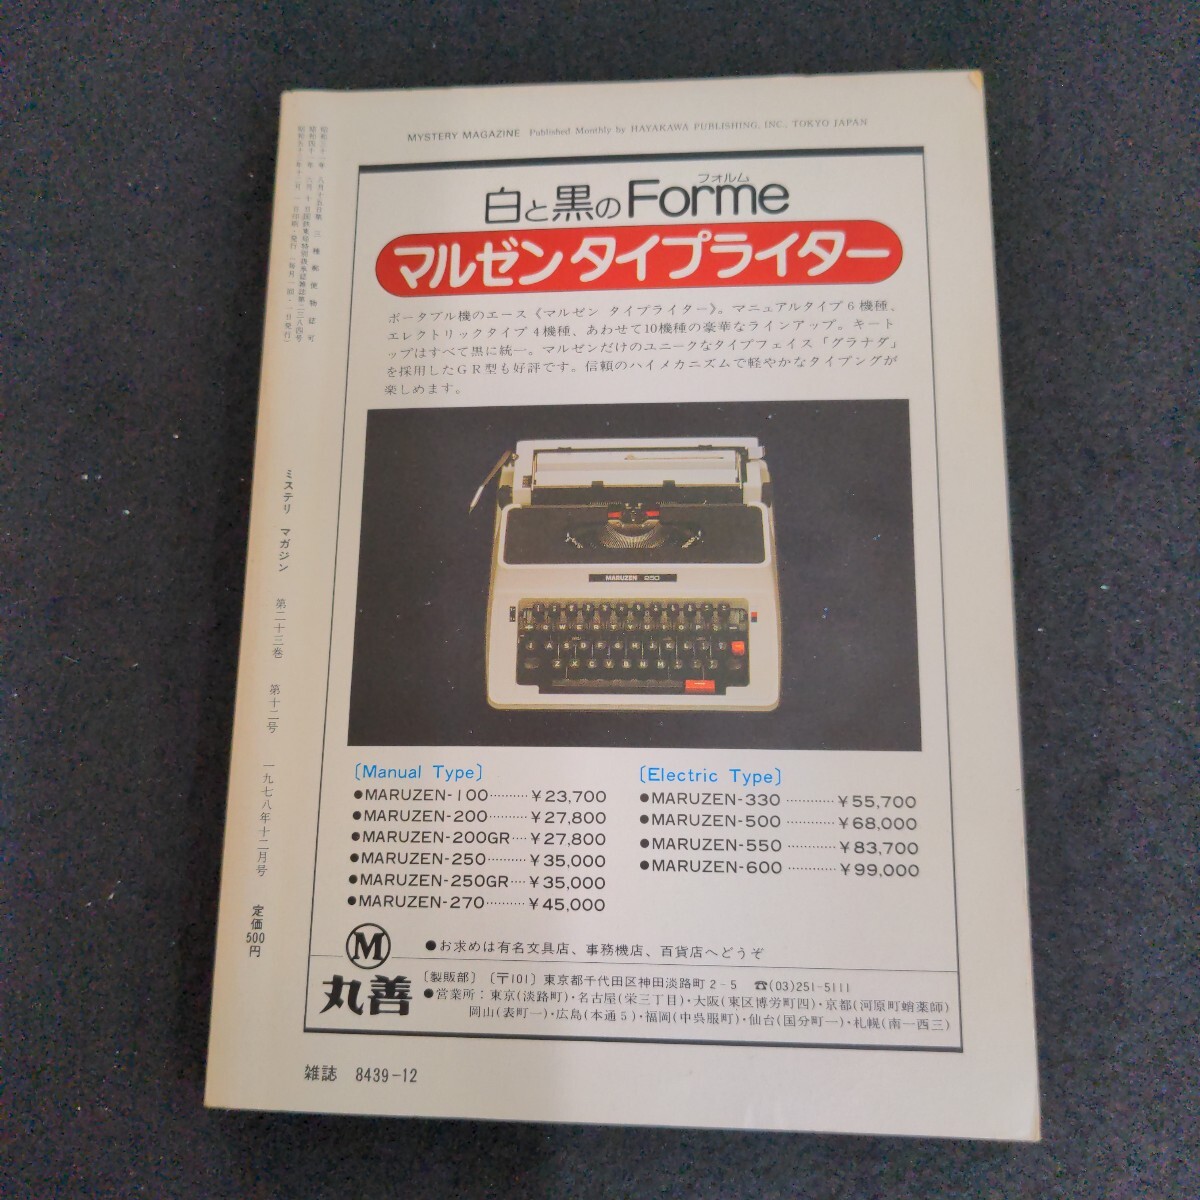 MYSTERY MAGAZINE Published Monthly by HAYAKAWA PUBLISHING, INC., TOKYO JAPAN
フォルム
白と黒のForme
マルゼン タイプライター
ポータブル機のエース《マルゼン タイプライター》。マニュアルタイプ6機種、
エレクトリックタイプ4機種、あわせて10機種の豪華なラインアップ。キート
ップはすべて黒に統一。マルゼンだけのユニークなタイプフェイス「グラナダ」
を採用したGR型も好評です。信頼のハイメカニズムで軽やかなタイプングが
楽しめます。
MARUZEN 250
〔Manual Type〕
●MARUZEN-100………¥23,700
●MARUZEN-200………¥27,800
●MARUZEN-200GR…¥27,800
●MARUZEN-250………¥35,000
●MARUZEN-250GR…¥35,000
●MARUZEN-270………¥45,000
〔Electric Type〕
●MARUZEN-330…………¥55,700
●MARUZEN-500…………¥68,000
●MARUZEN-550…………¥83,700
●MARUZEN-600…………¥99,000
●お求めは有名文具店、事務機店、百貨店へどうぞ
M
丸善
〔製販部〕〔〒101〕東京都千代田区神田淡路町2-5 ☎(03)251-5111
●営業所：東京(淡路町)・名古屋(栄三丁目)・大阪(東区博労町四)・京都(河原町蛸薬師)
岡山(表町一)・広島(本通5)・福岡(中呉服町)・仙台(国分町一)・札幌(南一西三)
雑誌 8439-12
ミステリ マガジン 第二十三巻 第十二号 一九七八年十二月号 定価500円